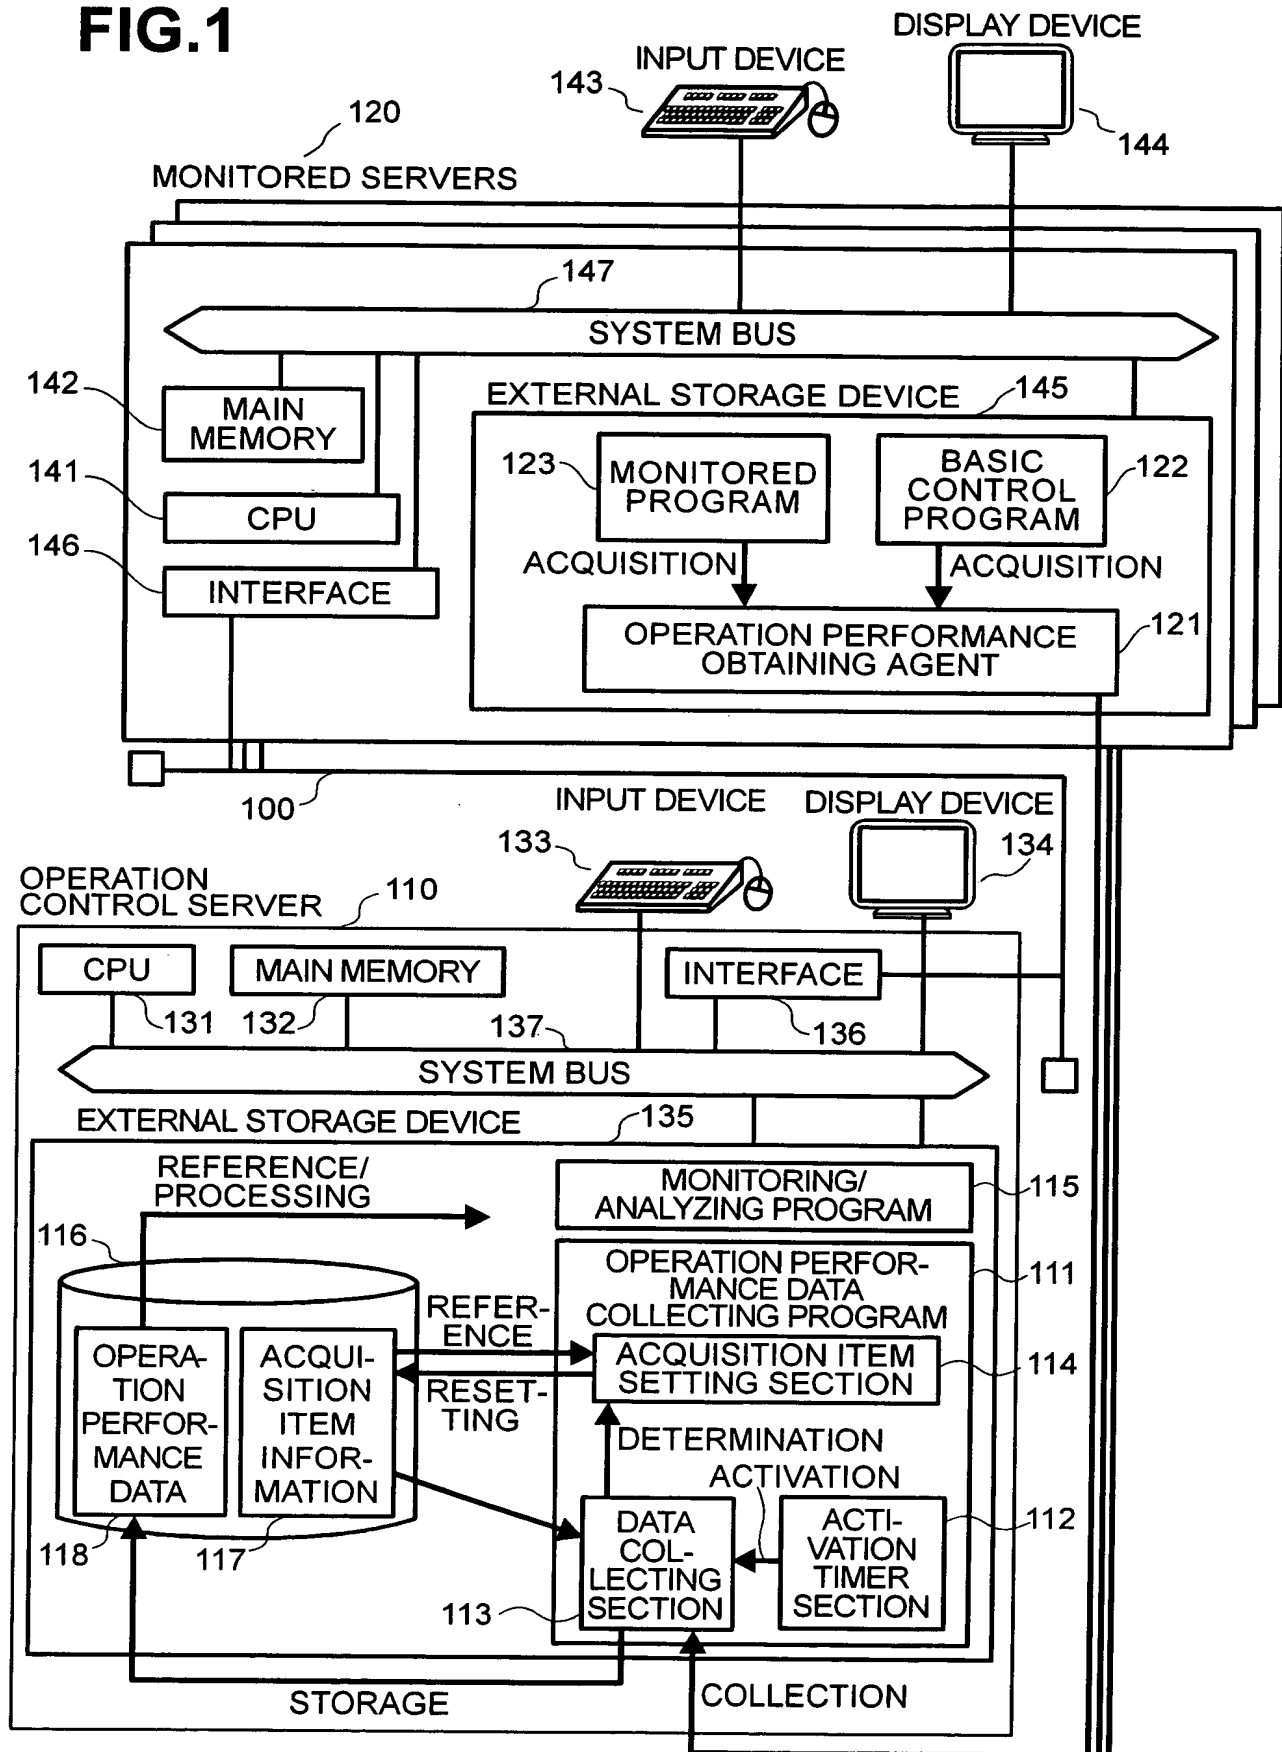 FIG.1
DISPLAY DEVICE
INPUT DEVICE
143
144
120
MONITORED SERVERS
147
SYSTEM BUS
142
MAIN
MEMORY
EXTERNAL STORAGE DEVICE
145
123
MONITORED
PROGRAM
BASIC
CONTROL
PROGRAM
122
141
CPU
146
INTERFACE
ACQUISITION
ACQUISITION
OPERATION PERFORMANCE
OBTAINING AGENT
121
100
INPUT DEVICE
DISPLAY DEVICE
133
134
OPERATION
CONTROL SERVER
110
CPU
MAIN MEMORY
INTERFACE
131
132
137
136
SYSTEM BUS
EXTERNAL STORAGE DEVICE
135
REFERENCE/
PROCESSING
MONITORING/
ANALYZING PROGRAM
115
116
OPERATION PERFOR-
MANCE DATA
COLLECTING PROGRAM
111
REFER-
ENCE
OPERA-
TION
PERFOR-
MANCE
DATA
ACQUI-
SITION
ITEM
INFOR-
MATION
ACQUISITION ITEM
SETTING SECTION
114
RESET-
TING
DETERMINATION
ACTIVATION
118
117
DATA
COL-
LECTING
SECTION
ACTI-
VATION
TIMER
SECTION
112
113
STORAGE
COLLECTION